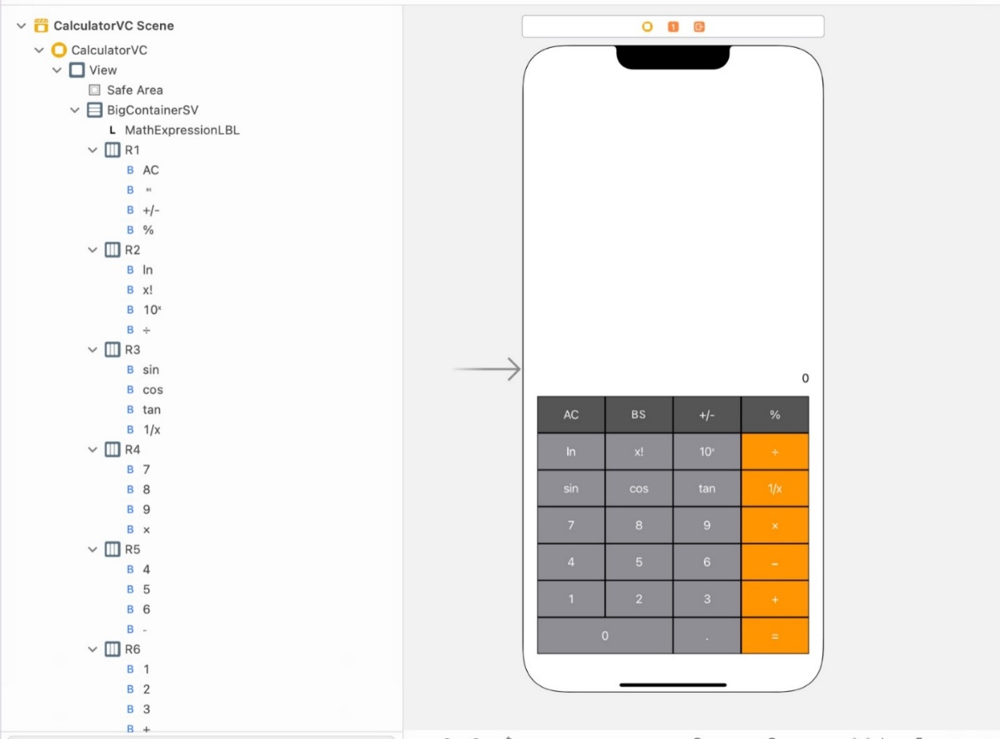 CalculatorVC Scene
CalculatorVC
View
Safe Area
BigContainerSV
L MathExpressionLBL
R1
B AC
B "
B +/-
B %
R2
B ln
B x!
B 10ˣ
B ÷
R3
B sin
B cos
B tan
B 1/x
R4
B 7
B 8
B 9
B ×
R5
B 4
B 5
B 6
B -
R6
B 1
B 2
B 3
B +
1
0
AC BS +/- %
ln x! 10ˣ ÷
sin cos tan 1/x
7 8 9 ×
4 5 6 −
1 2 3 +
0 . =